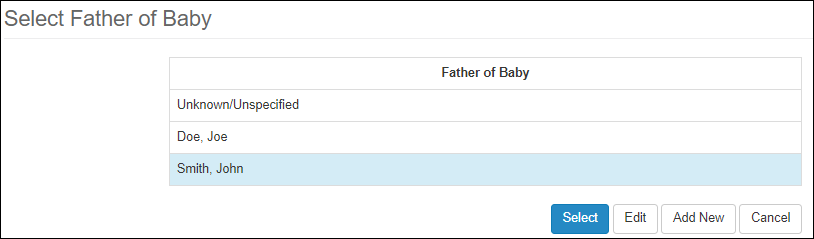 Select Father of Baby
Father of Baby
Unknown/Unspecified
Doe, Joe
Smith, John
Select Edit Add New Cancel